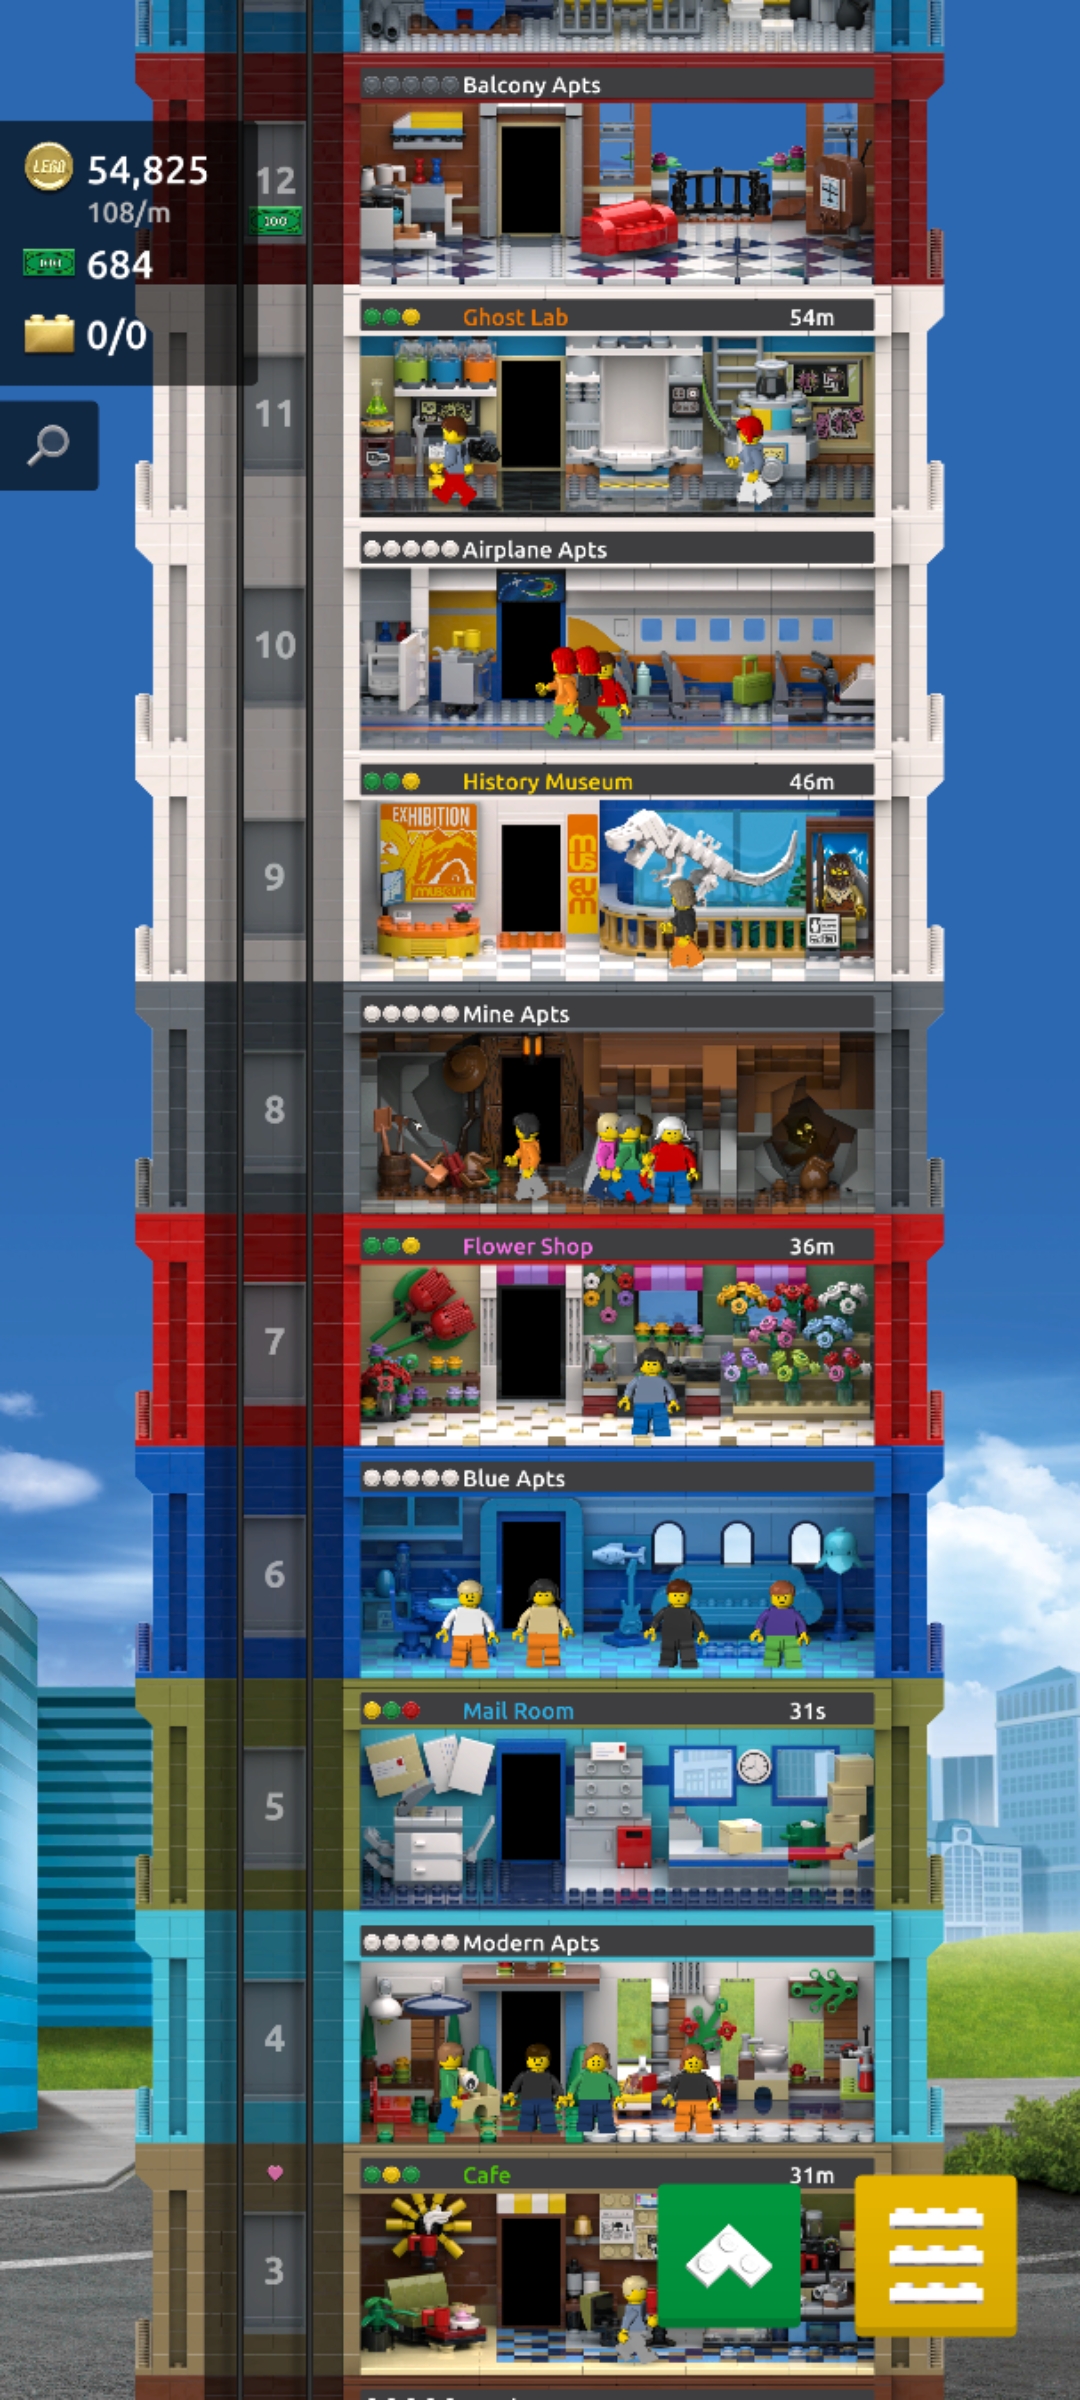 Balcony Apts
LEGO 54,825
108/m
684
0/0
12
100
Ghost Lab 54m
11
Airplane Apts
10
History Museum 46m
EXHIBITION
MUSEUM
mus
eum
9
Mine Apts
8
Flower Shop 36m
7
Blue Apts
6
Mail Room 31s
5
Modern Apts
4
Cafe 31m
3